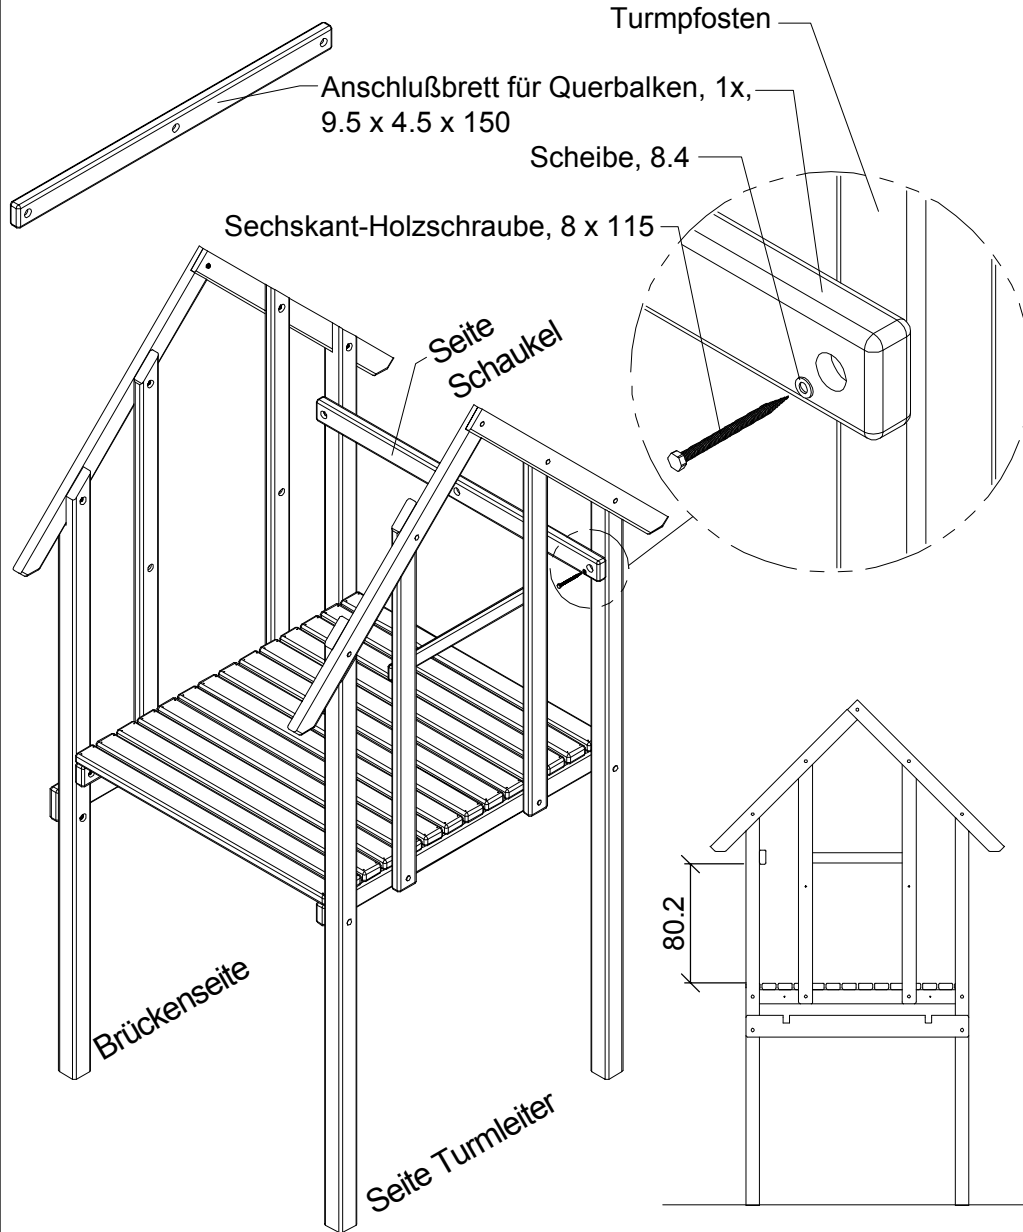 Turmpfosten
Anschlußbrett für Querbalken, 1x,
9.5 x 4.5 x 150
Scheibe, 8.4
Sechskant-Holzschraube, 8 x 115
Seite
Schaukel
80.2
Brückenseite
Seite Turmleiter